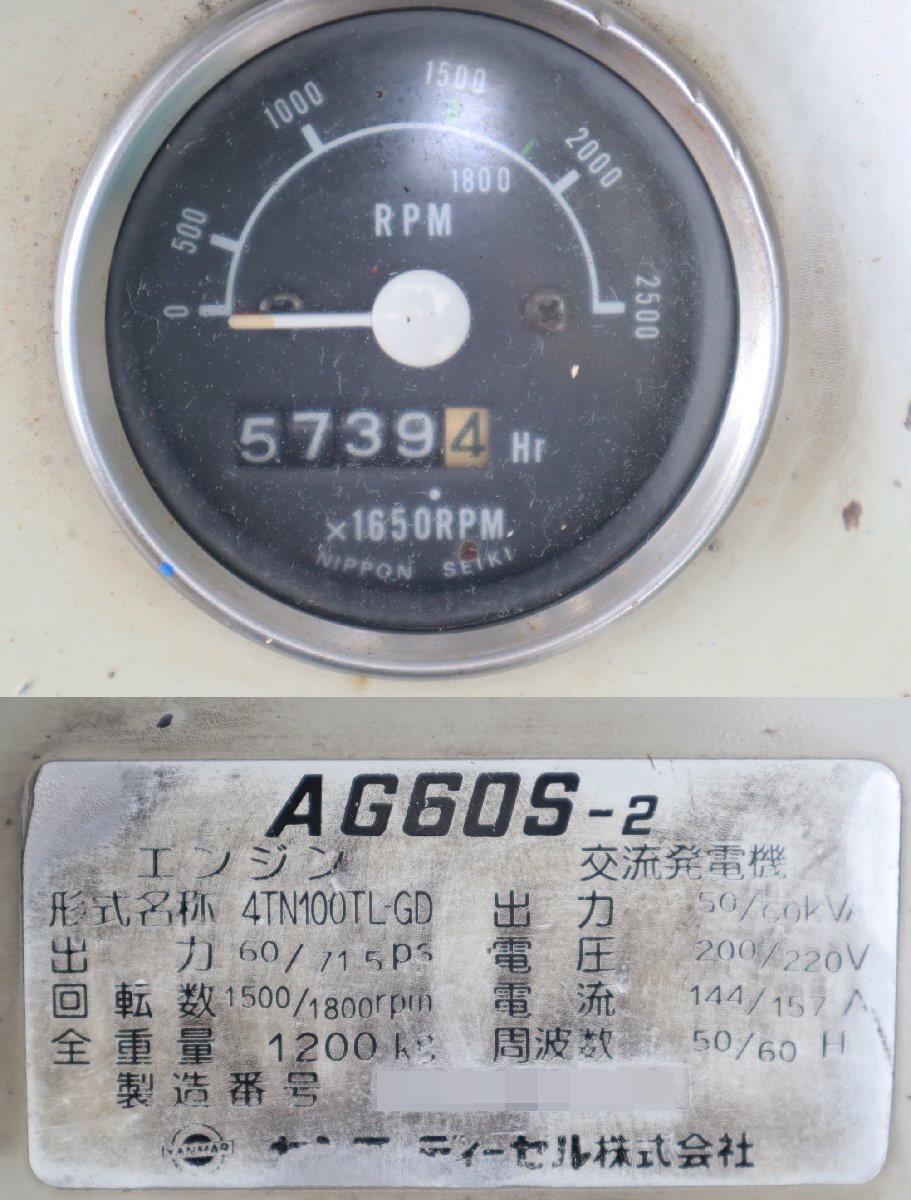 0 500 1000 1500 2000 2500
1800
RPM
57394 Hr
×1650RPM
NIPPON SEIKI
AG60S-2
エンジン 交流発電機
形式名称 4TN100TL-GD 出力 50/60kVA
出力 60/71.5ps 電圧 200/220V
回転数 1500/1800rpm 電流 144/157A
全重量 1200kg 周波数 50/60 H
製造番号
YANMAR ディーゼル株式会社